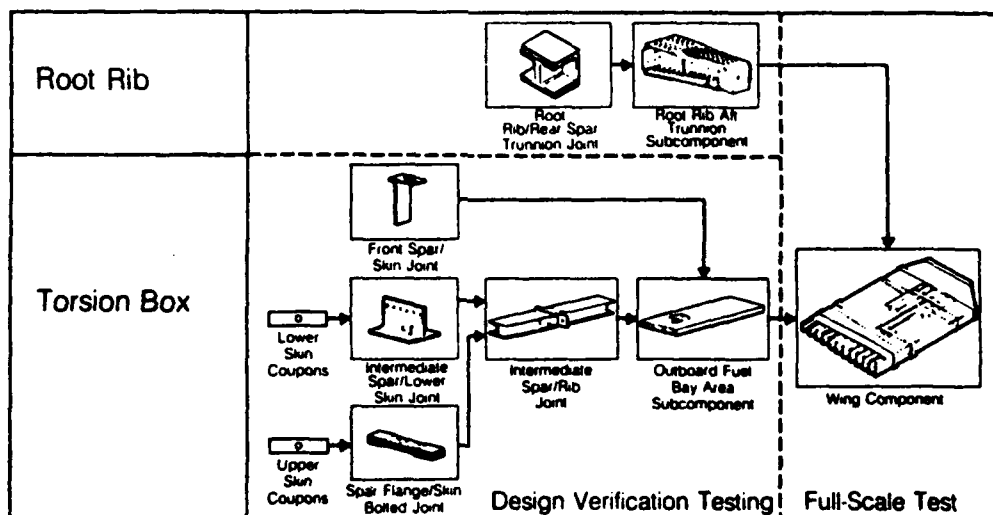 Root Rib
Root
Rib/Rear Spar
Trunnion Joint
Root Rib Aft
Trunnion
Subcomponent
Torsion Box
Front Spar/
Skin Joint
Lower
Skin
Coupons
Intermediate
Spar/Lower
Skin Joint
Intermediate
Spar/Rib
Joint
Outboard Fuel
Bay Area
Subcomponent
Wing Component
Upper
Skin
Coupons
Spar Flange/Skin
Bolted Joint
Design Verification Testing
Full-Scale Test